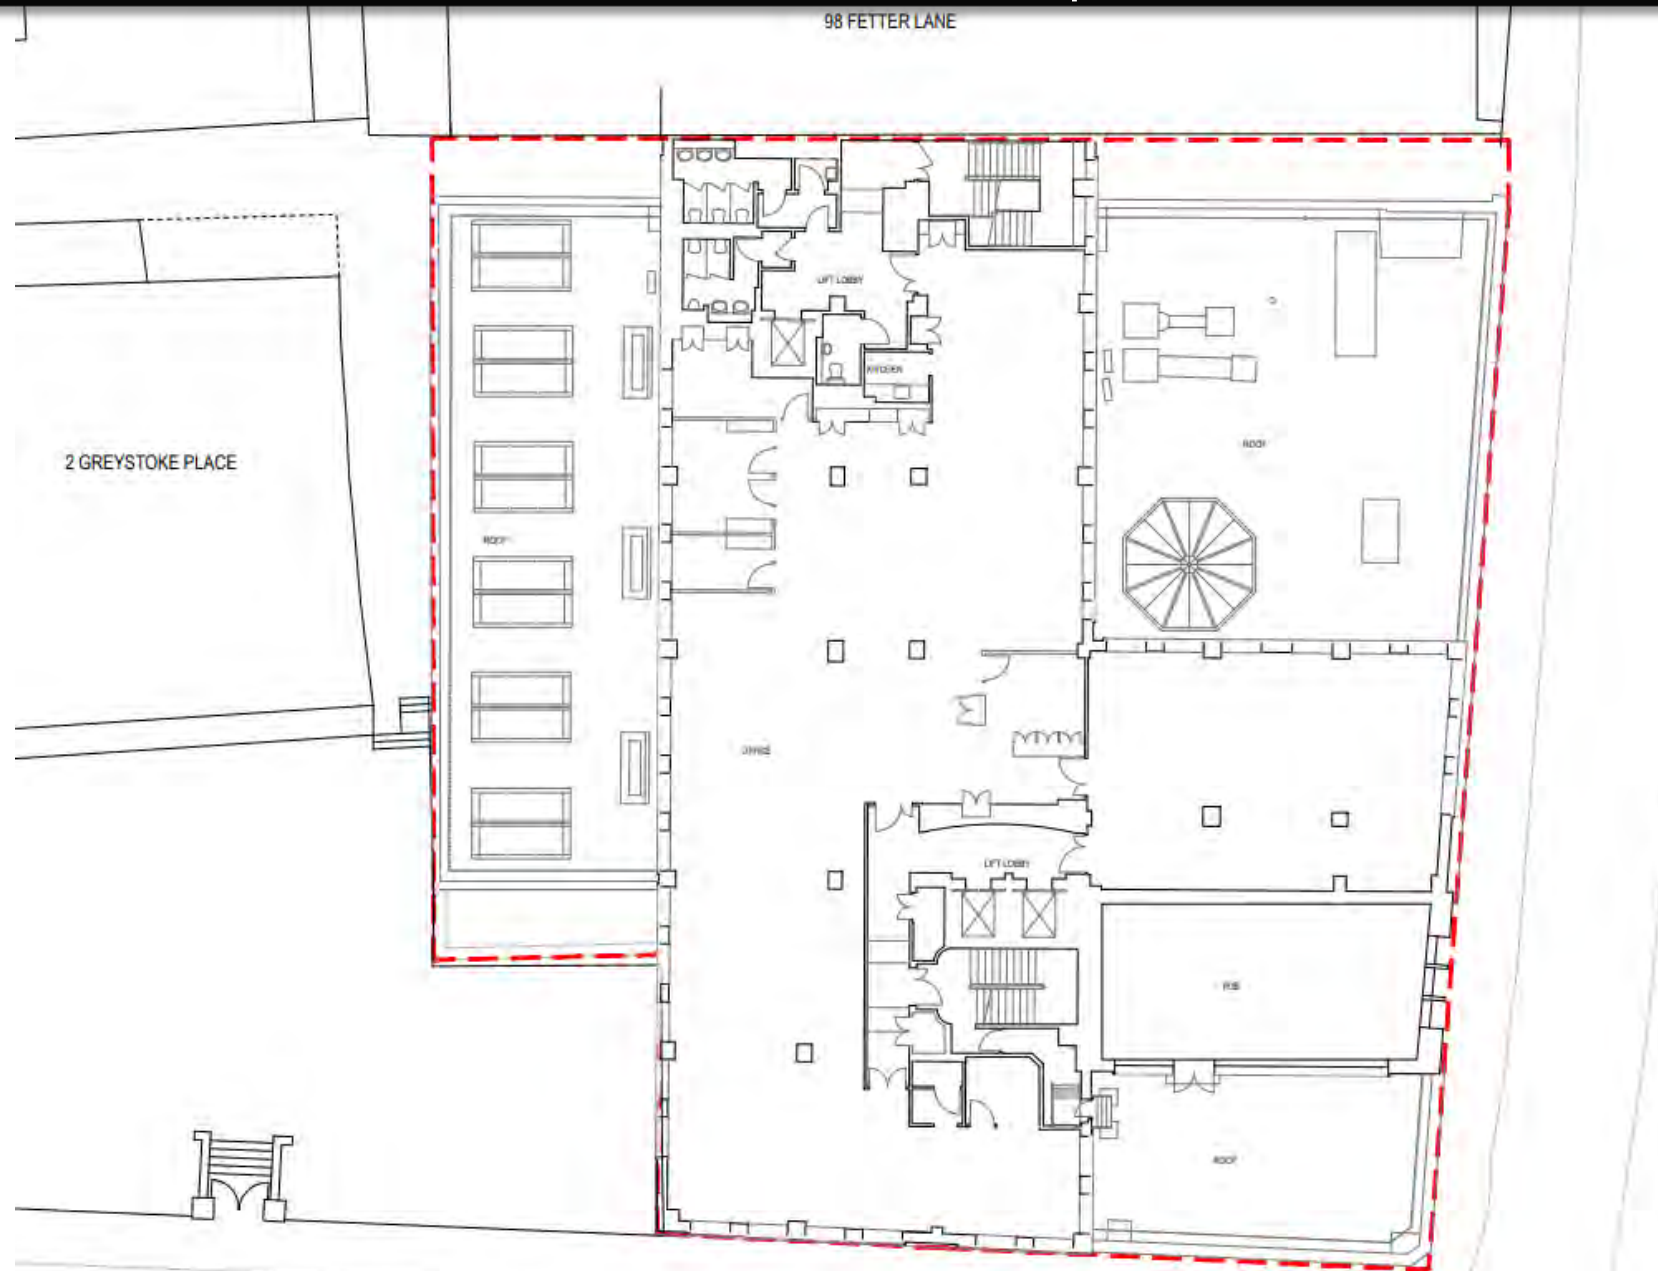 98 FETTER LANE
LIFT LOBBY
KITCHEN
ROOF
2 GREYSTOKE PLACE
ROOF
OFFICE
LIFT LOBBY
ROOF